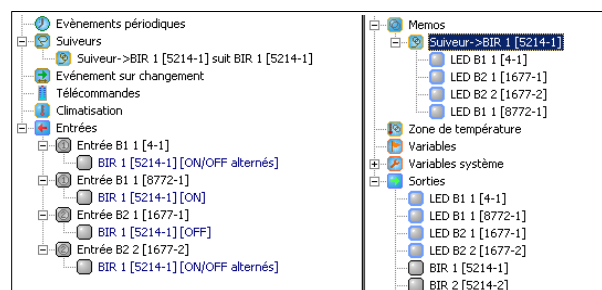 Evènements périodiques
Suiveurs
Suiveur->BIR 1 [5214-1] suit BIR 1 [5214-1]
Evénement sur changement
Télécommandes
Climatisation
Entrées
Entrée B1 1 [4-1]
BIR 1 [5214-1] [ON/OFF alternés]
Entrée B1 1 [8772-1]
BIR 1 [5214-1] [ON]
Entrée B2 1 [1677-1]
BIR 1 [5214-1] [OFF]
Entrée B2 2 [1677-2]
BIR 1 [5214-1] [ON/OFF alternés]
Memos
Suiveur->BIR 1 [5214-1]
LED B1 1 [4-1]
LED B2 1 [1677-1]
LED B2 2 [1677-2]
LED B1 1 [8772-1]
Zone de température
Variables
Variables système
Sorties
LED B1 1 [4-1]
LED B1 1 [8772-1]
LED B2 1 [1677-1]
LED B2 2 [1677-2]
BIR 1 [5214-1]
BIR 2 [5214-2]